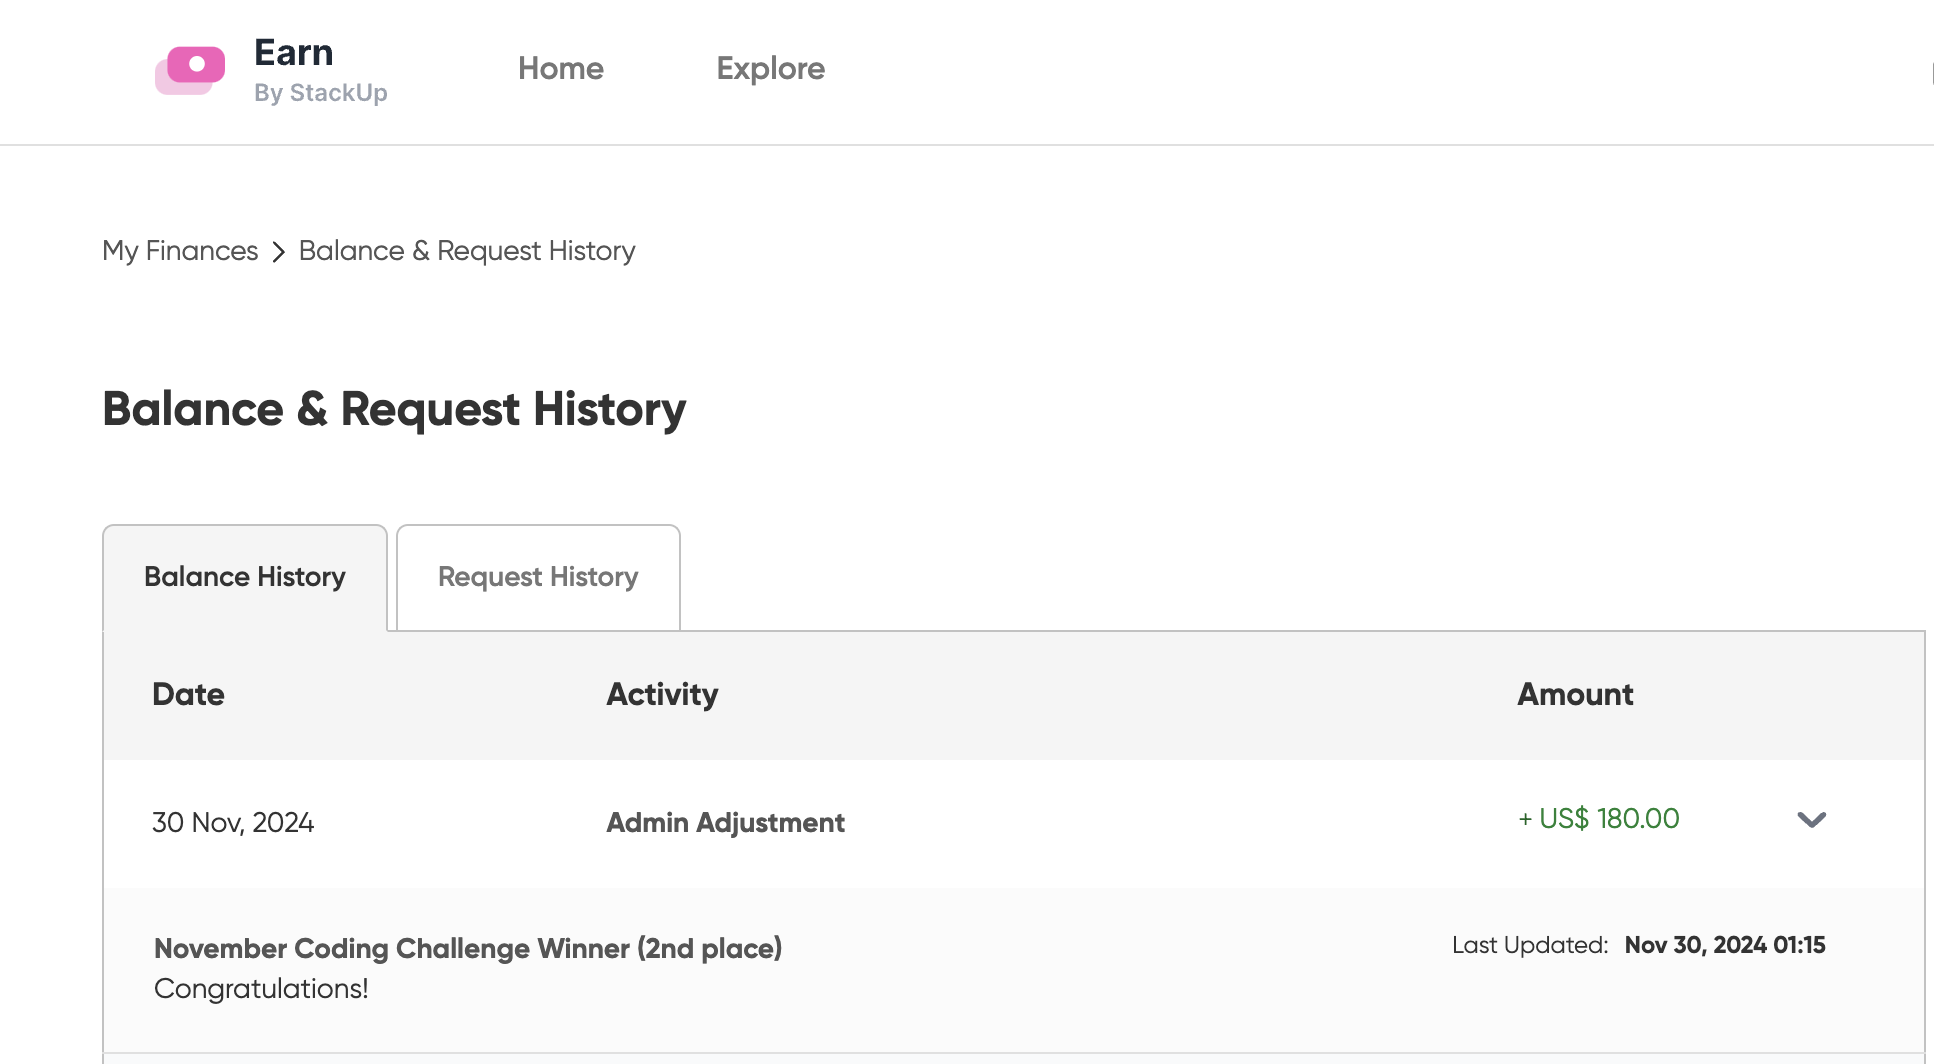 Earn
By StackUp
Home
Explore
My Finances > Balance & Request History
Balance & Request History
Balance History
Request History
Date Activity Amount
30 Nov, 2024 Admin Adjustment + US$ 180.00
November Coding Challenge Winner (2nd place) Last Updated: Nov 30, 2024 01:15
Congratulations!